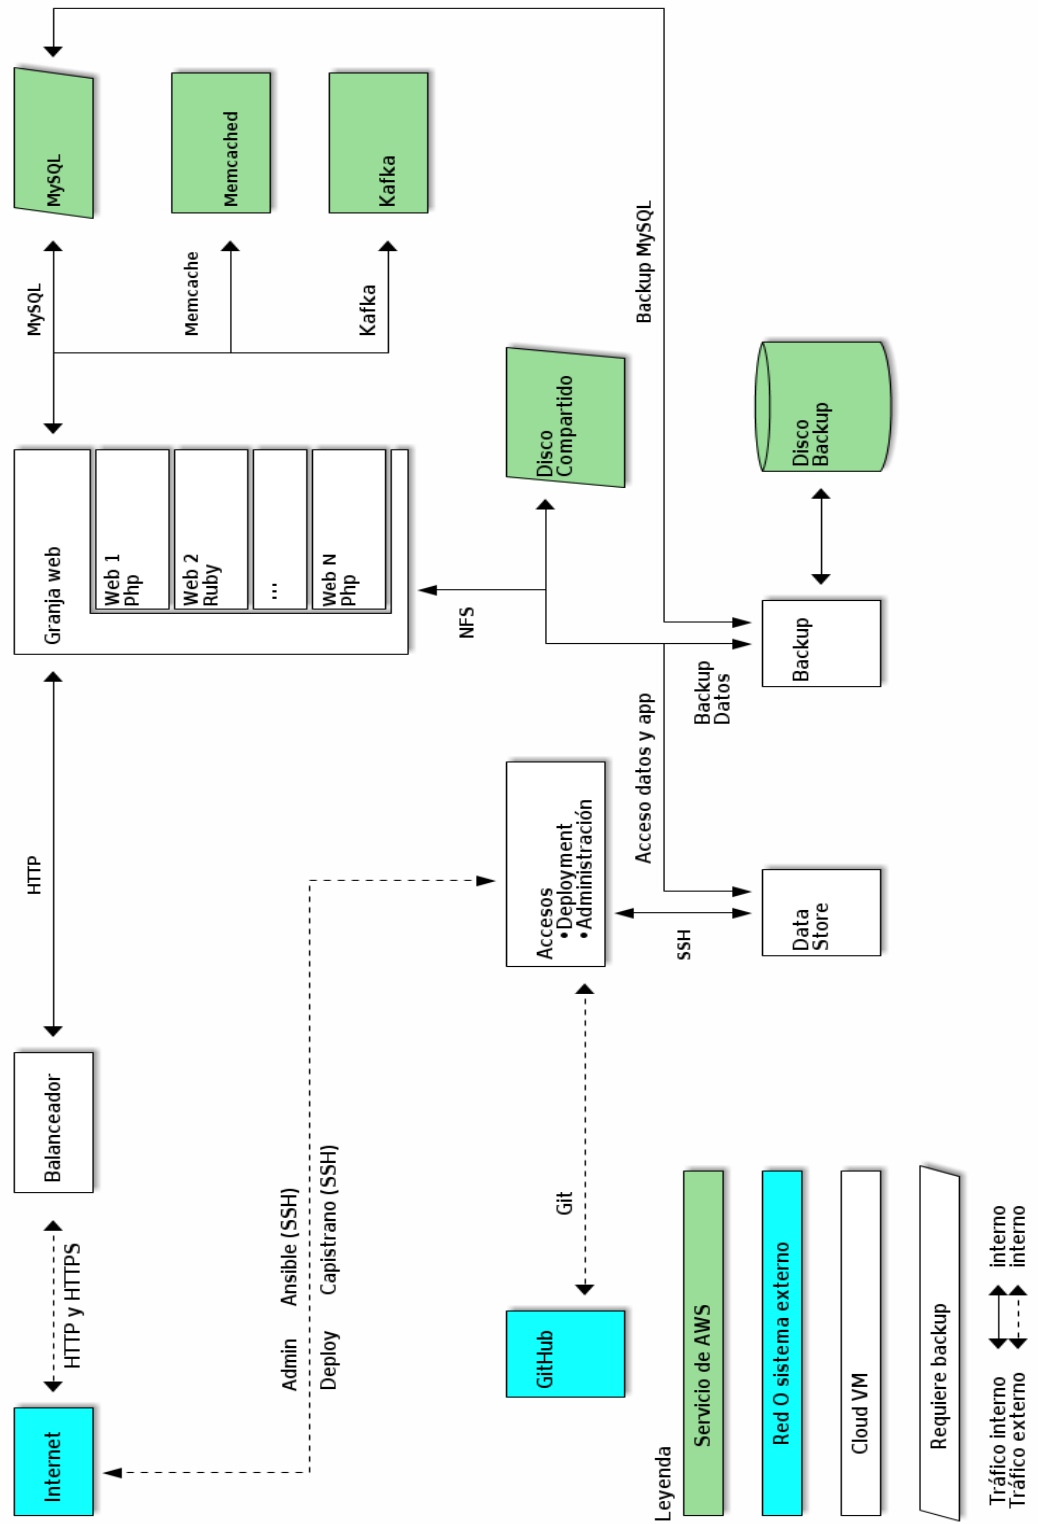 Internet
HTTP y HTTPS
Balanceador
HTTP
Granja web
Web 1
Php
Web 2
Ruby
...
Web N
Php
MySQL
MySQL
Memcache
Memcached
Kafka
Kafka
Admin Ansible (SSH)
Deploy Capistrano (SSH)
NFS
GitHub
Git
Accesos
•Deployment
•Administración
Disco
Compartido
SSH
Acceso datos y app
Backup
Datos
Backup MySQL
Data
Store
Backup
Disco
Backup
Leyenda
Servicio de AWS
Red O sistema externo
Cloud VM
Requiere backup
Tráfico interno interno
Tráfico externo interno